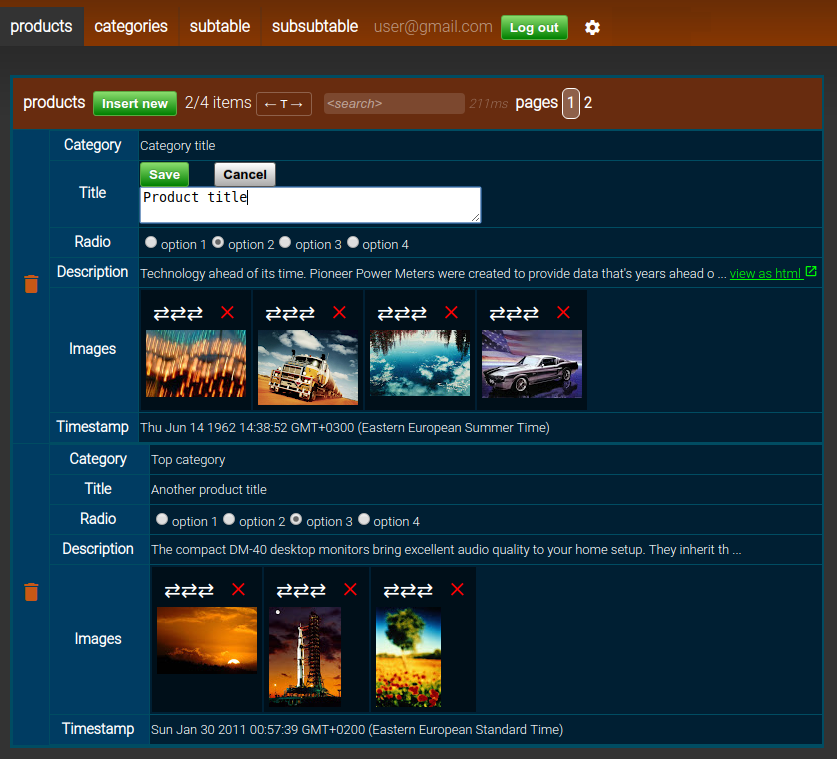 products categories subtable subsubtable user@gmail.com Log out
products Insert new 2/4 items ←T→ <search> 211ms pages 1 2
Category Category title
Save Cancel
Title Product title
Radio option 1 option 2 option 3 option 4
Description Technology ahead of its time. Pioneer Power Meters were created to provide data that's years ahead o ... view as html
Images
Timestamp Thu Jun 14 1962 14:38:52 GMT+0300 (Eastern European Summer Time)
Category Top category
Title Another product title
Radio option 1 option 2 option 3 option 4
Description The compact DM-40 desktop monitors bring excellent audio quality to your home setup. They inherit th ...
Images
Timestamp Sun Jan 30 2011 00:57:39 GMT+0200 (Eastern European Standard Time)